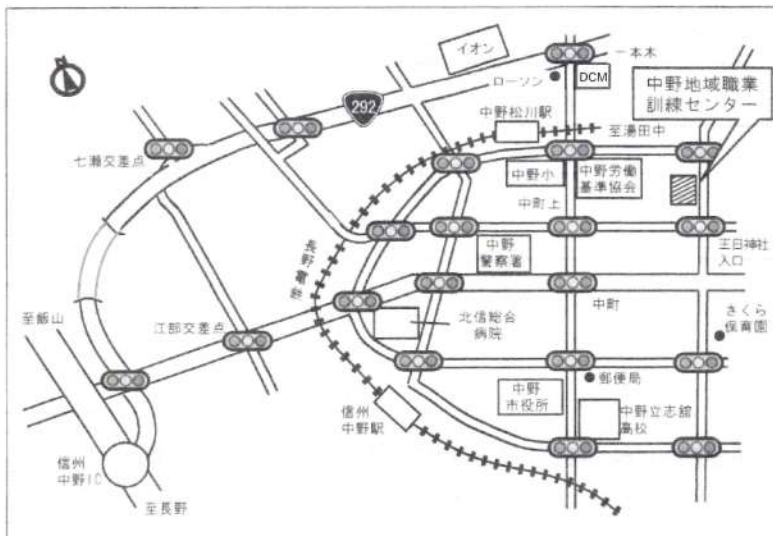 イオン
一本木
ローソン
DCM
中野地域職業
訓練センター
292
中野松川駅
至湯田中
七瀬交差点
中野小
中野労働
基準協会
中町上
長野電鉄
中野
警察署
王日神社
入口
至飯山
江部交差点
北信総合
病院
中町
さくら
保育園
信州
中野駅
中野
市役所
郵便局
中野立志館
高校
信州
中野IC
至長野